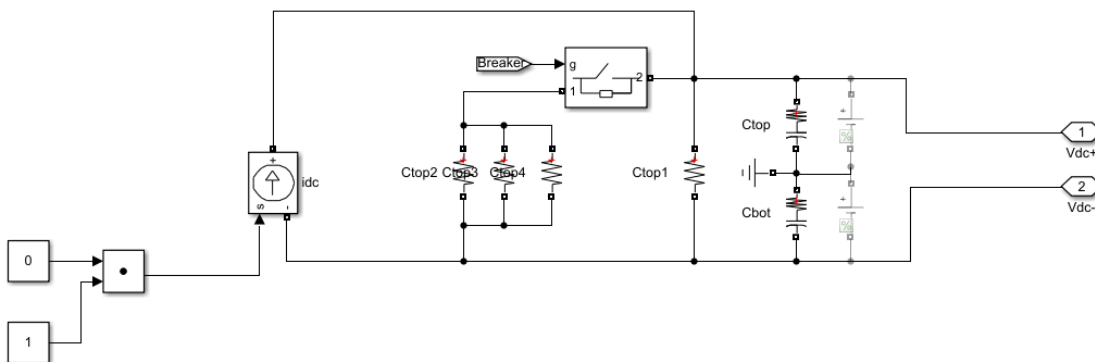 Breaker
g
1
2
Ctop
%
1
Vdc+
+
idc
s
-
Ctop2
Ctop3
Ctop4
Ctop1
Cbot
+
%
2
Vdc-
0
1
+